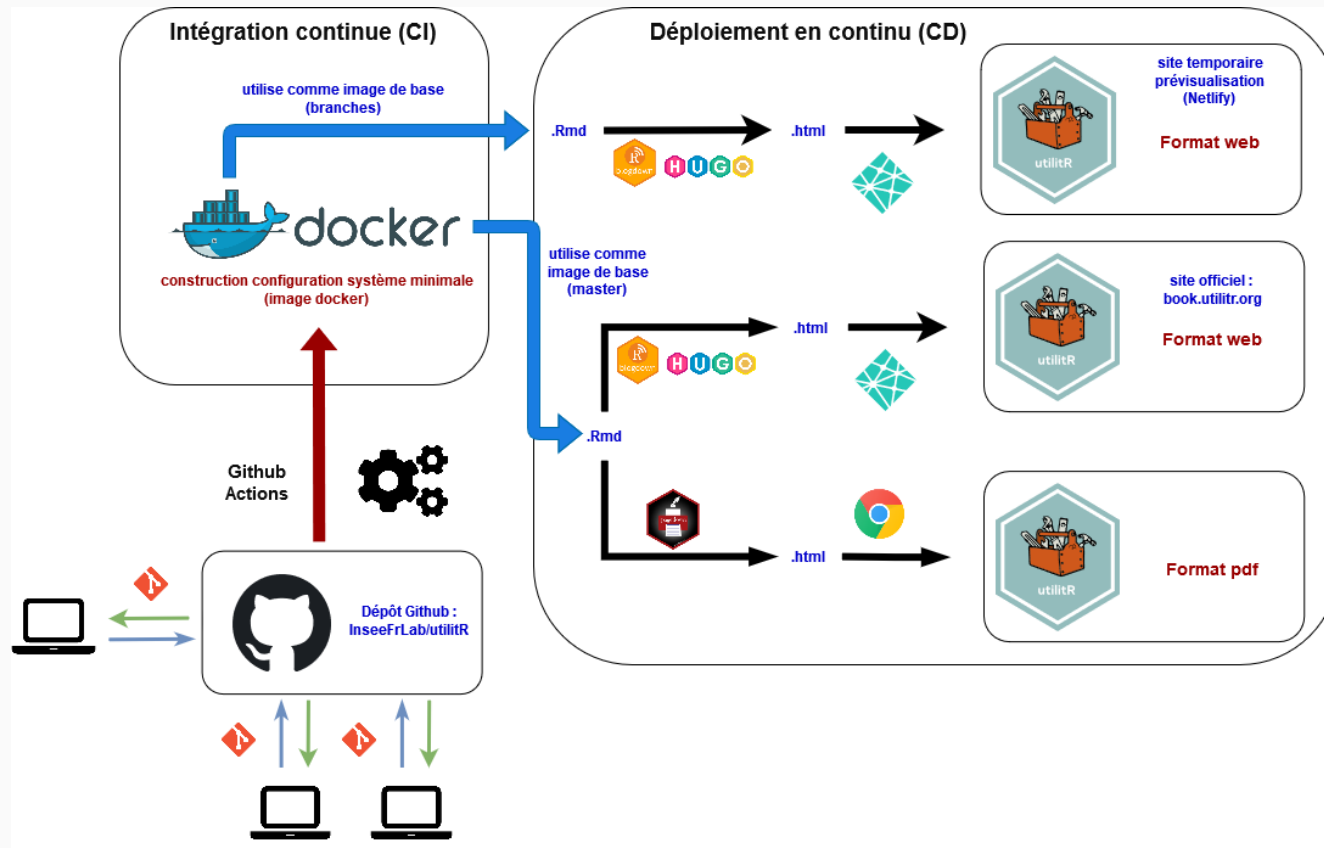 Intégration continue (CI)
utilise comme image de base
(branches)
docker
construction configuration système minimale
(image docker)
Github
Actions
Dépôt Github :
InseeFrLab/utilitR
Déploiement en continu (CD)
.Rmd
R
blogdown
HUGO
.html
utilitR
site temporaire
prévisualisation
(Netlify)
Format web
utilise comme
image de base
(master)
R
blogdown
HUGO
.html
utilitR
site officiel :
book.utilitr.org
Format web
.Rmd
.html
utilitR
Format pdf